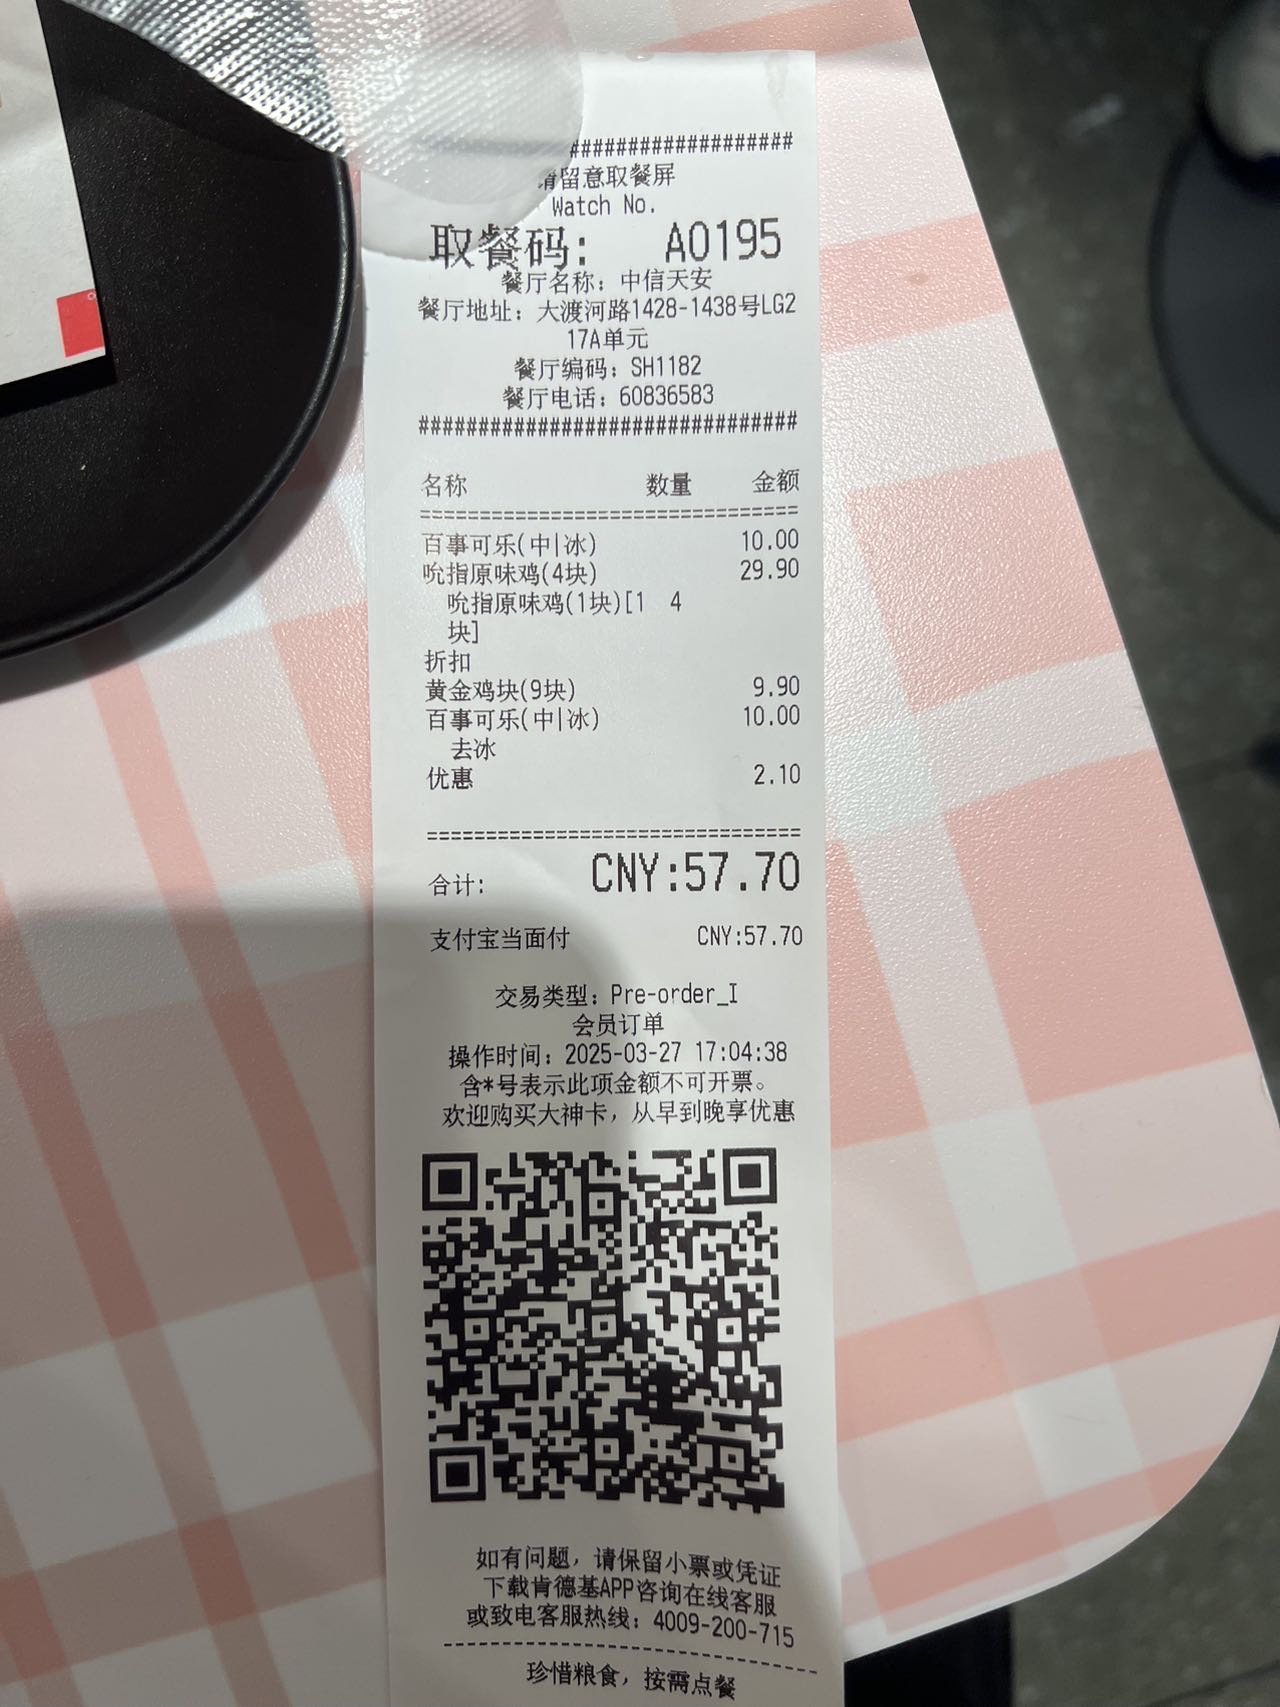 ###################
请留意取餐屏
Watch No.
取餐码： A0195
餐厅名称：中信天安
餐厅地址：大渡河路1428-1438号LG2
17A单元
餐厅编码：SH1182
餐厅电话：60836583
################################
名称 数量 金额
================================
百事可乐(中|冰) 10.00
吮指原味鸡(4块) 29.90
吮指原味鸡(1块)[1 4
块]
折扣
黄金鸡块(9块) 9.90
百事可乐(中|冰) 10.00
去冰
优惠 2.10
================================
合计: CNY:57.70
支付宝当面付 CNY:57.70
交易类型：Pre-order_I
会员订单
操作时间：2025-03-27 17:04:38
含*号表示此项金额不可开票。
欢迎购买大神卡，从早到晚享优惠
如有问题，请保留小票或凭证
下载肯德基APP咨询在线客服
或致电客服热线：4009-200-715
--------------------------------
珍惜粮食，按需点餐